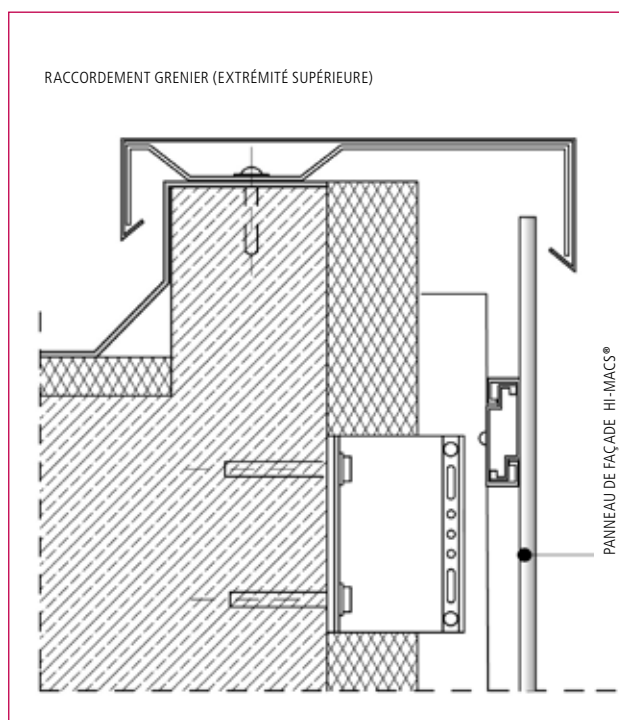 RACCORDEMENT GRENIER (EXTRÉMITÉ SUPÉRIEURE)
PANNEAU DE FAÇADE HI-MACS®